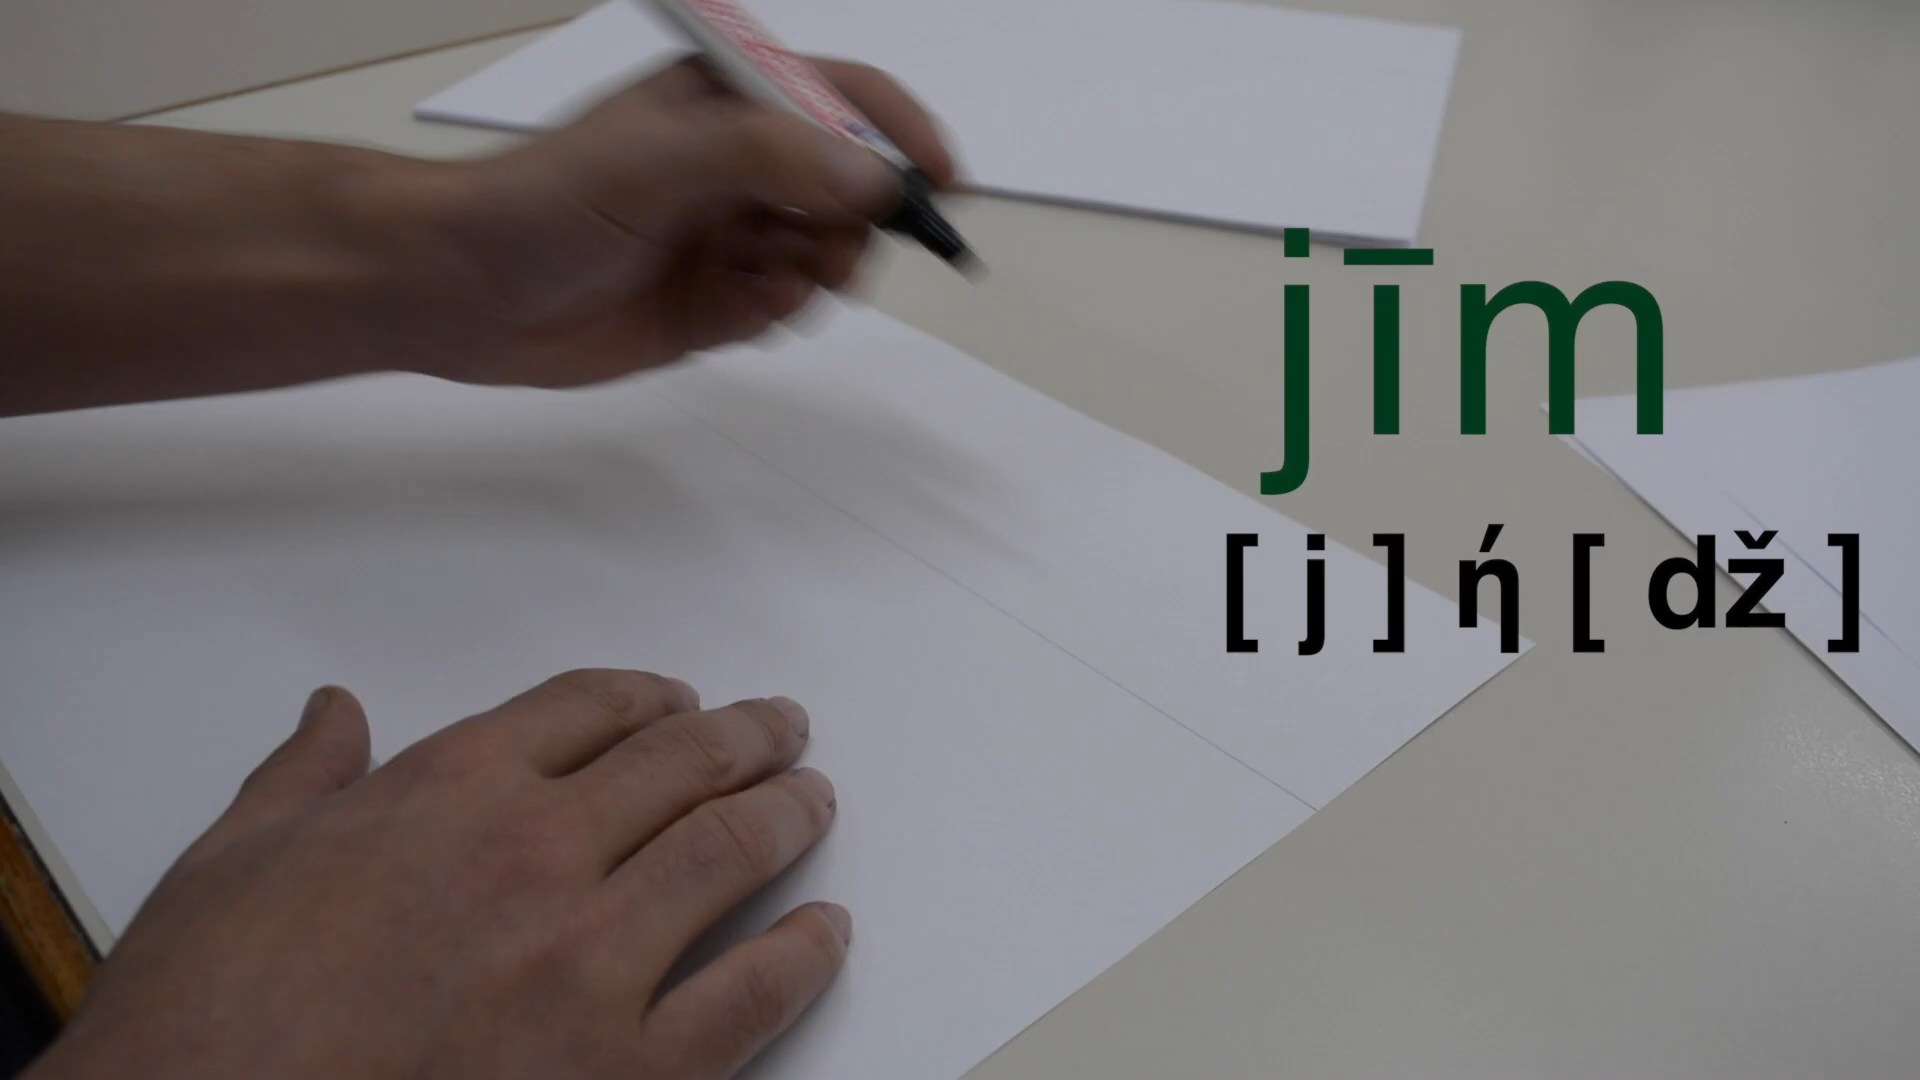 jīm
[ j ] ή [ dž ]